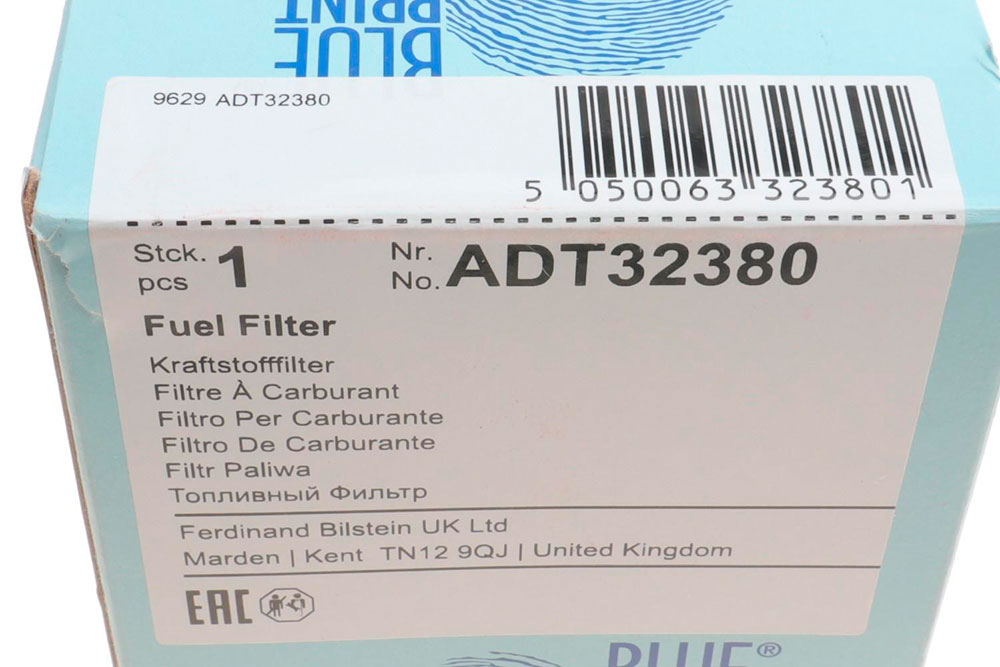 BLUE
PRINT
9629 ADT32380
5 050063 323801
Stck. 1 Nr. ADT32380
pcs No.
Fuel Filter
Kraftstofffilter
Filtre À Carburant
Filtro Per Carburante
Filtro De Carburante
Filtr Paliwa
Топливный Фильтр
Ferdinand Bilstein UK Ltd
Marden | Kent TN12 9QJ | United Kingdom
EAC
BLUE®